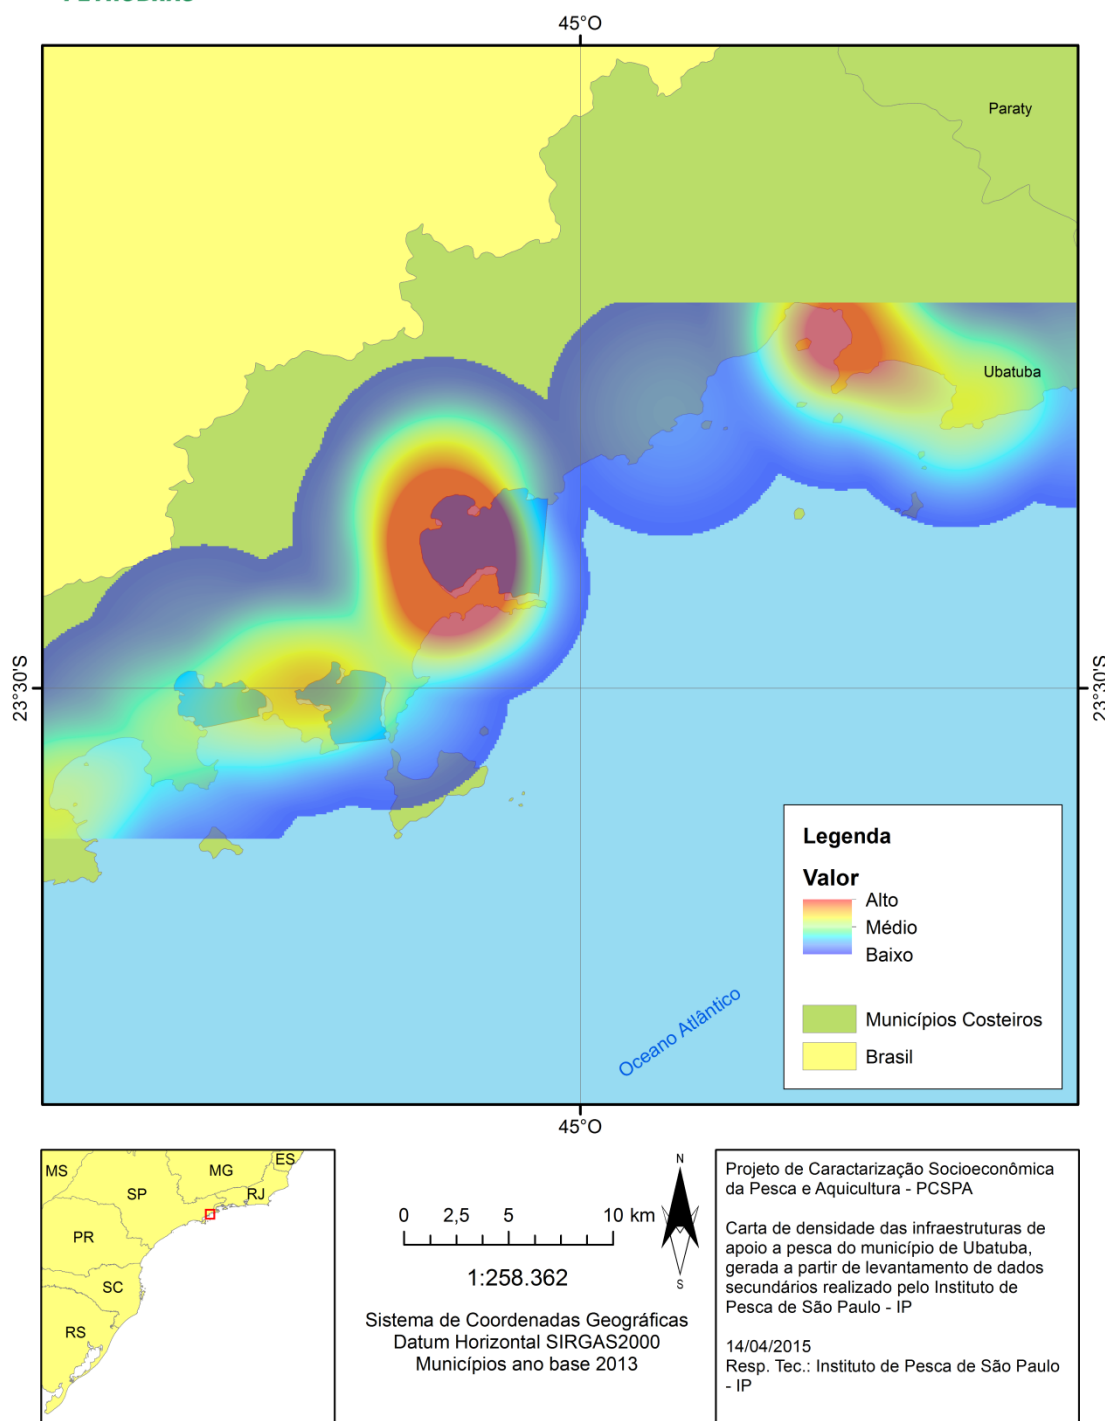 45°O
Paraty
Ubatuba
23°30'S
23°30'S
Legenda
Valor
Alto
Médio
Baixo
Municípios Costeiros
Brasil
Oceano Atlântico
45°O
MS
MG
ES
SP
RJ
PR
SC
RS
N
0 2,5 5 10 km
S
1:258.362
Sistema de Coordenadas Geográficas
Datum Horizontal SIRGAS2000
Municípios ano base 2013
Projeto de Caractarização Socioeconômica
da Pesca e Aquicultura - PCSPA
Carta de densidade das infraestruturas de
apoio a pesca do município de Ubatuba,
gerada a partir de levantamento de dados
secundários realizado pelo Instituto de
Pesca de São Paulo - IP
14/04/2015
Resp. Tec.: Instituto de Pesca de São Paulo
- IP